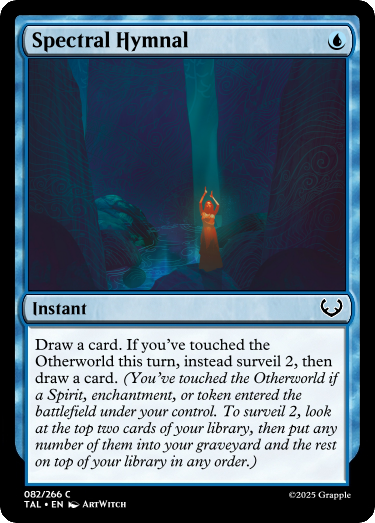 Spectral Hymnal
Instant
Draw a card. If you've touched the
Otherworld this turn, instead surveil 2, then
draw a card. (You've touched the Otherworld if
a Spirit, enchantment, or token entered the
battlefield under your control. To surveil 2, look
at the top two cards of your library, then put any
number of them into your graveyard and the rest
on top of your library in any order.)
082/266 C
TAL • EN ArtWitch
©2025 Grapple